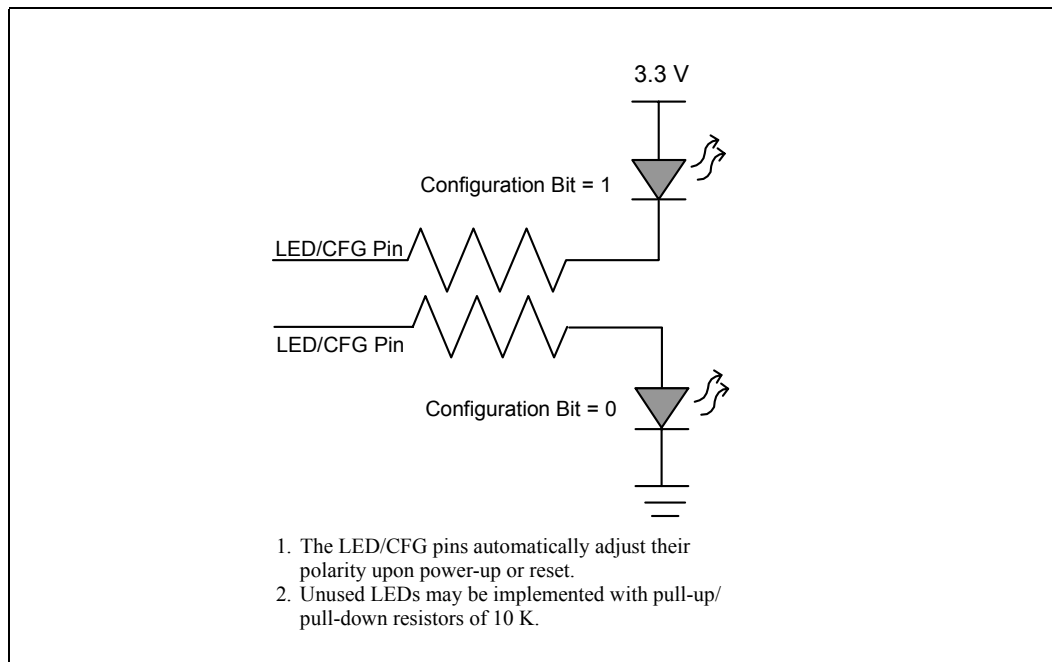 3.3 V
Configuration Bit = 1
LED/CFG Pin
LED/CFG Pin
Configuration Bit = 0
1. The LED/CFG pins automatically adjust their
polarity upon power-up or reset.
2. Unused LEDs may be implemented with pull-up/
pull-down resistors of 10 K.